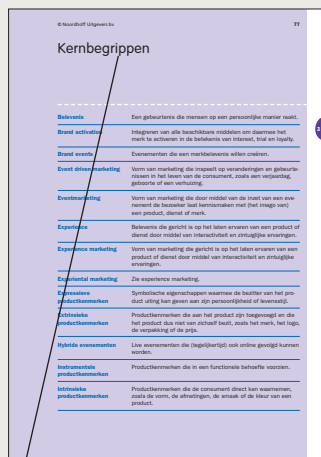 © Noordhoff Uitgevers bv 77
Kernbegrippen
Belevenis Een gebeurtenis die mensen op een persoonlijke manier raakt.
Brand activation Integreren van alle beschikbare middelen om daarmee het
merk te activeren in de betekenis van interest, trial en loyalty.
Brand events Evenementen die een merkbelevenis willen creëren.
Event driven marketing Vorm van marketing die inspeelt op veranderingen en gebeurte-
nissen in het leven van de consument, zoals een verjaardag,
geboorte of een verhuizing.
Eventmarketing Vorm van marketing die door middel van de inzet van een eve-
nement de bezoeker laat kennismaken met (het imago van)
een product, dienst of merk.
Experience Belevenis die gericht is op het laten ervaren van een product of
dienst door middel van interactiviteit en zintuiglijke ervaringen.
Experience marketing Vorm van marketing die gericht is op het laten ervaren van een
product of dienst door middel van interactiviteit en zintuiglijke
ervaringen.
Experiential marketing Zie experience marketing.
Expressieve Symbolische eigenschappen waarmee de bezitter van het pro-
productkenmerken duct uiting kan geven aan zijn persoonlijkheid of levensstijl.
Extrinsieke Productkenmerken die aan het product zijn toegevoegd en die
productkenmerken het product dus niet van zichzelf bezit, zoals het merk, het logo,
de verpakking of de prijs.
Hybride evenementen Live evenementen die (tegelijkertijd) ook online gevolgd kunnen
worden.
Instrumentele Productkenmerken die in een functionele behoefte voorzien.
productkenmerken
Intrinsieke Productkenmerken die de consument direct kan waarnemen,
productkenmerken zoals de vorm, de afmetingen, de smaak of de kleur van een
product.